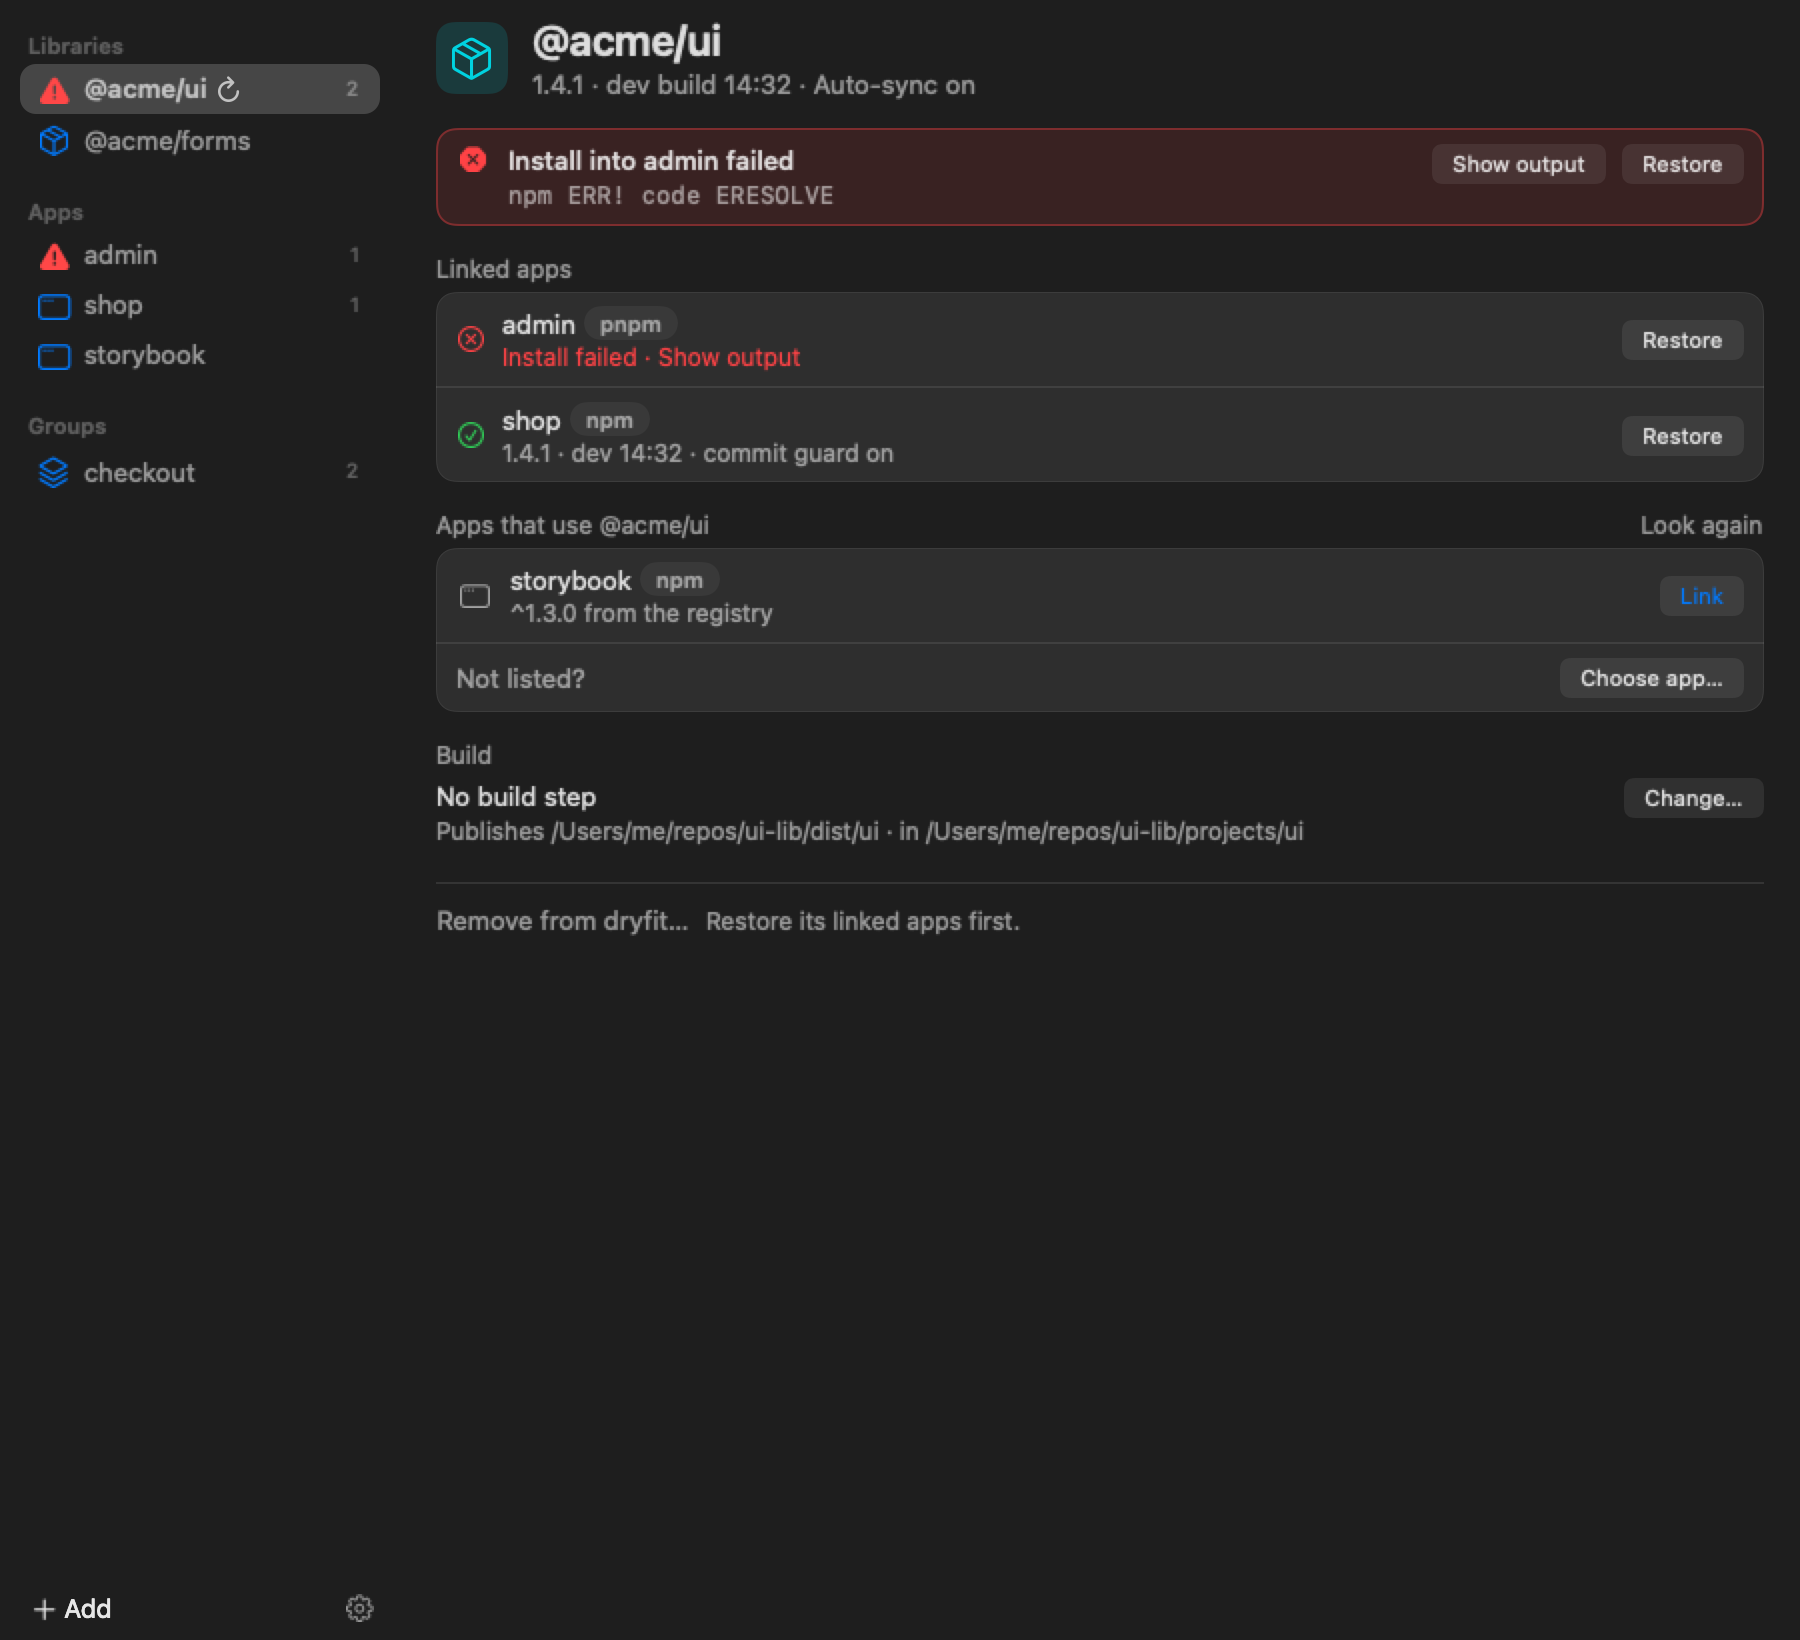 Libraries
@acme/ui 2
@acme/forms
Apps
admin 1
shop 1
storybook
Groups
checkout 2
+ Add
@acme/ui
1.4.1 · dev build 14:32 · Auto-sync on
Install into admin failed
npm ERR! code ERESOLVE
Show output
Restore
Linked apps
admin pnpm
Install failed · Show output
Restore
shop npm
1.4.1 · dev 14:32 · commit guard on
Restore
Apps that use @acme/ui
Look again
storybook npm
^1.3.0 from the registry
Link
Not listed?
Choose app...
Build
No build step
Publishes /Users/me/repos/ui-lib/dist/ui · in /Users/me/repos/ui-lib/projects/ui
Change...
Remove from dryfit... Restore its linked apps first.